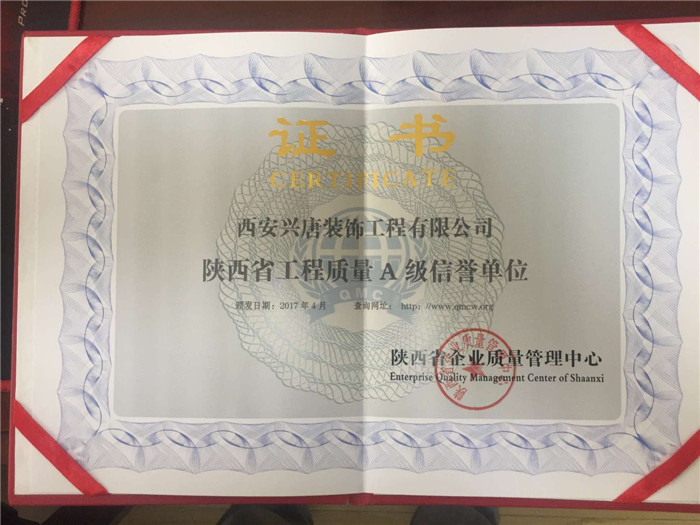 证 书
CERTIFICATE
西安兴唐装饰工程有限公司
陕西省工程质量A级信誉单位
颁发日期：2017年4月 查询网址： http：//www.qmcw.org
QMC
陕西省企业质量管理中心
Enterprise Quality Management Center of Shaanxi